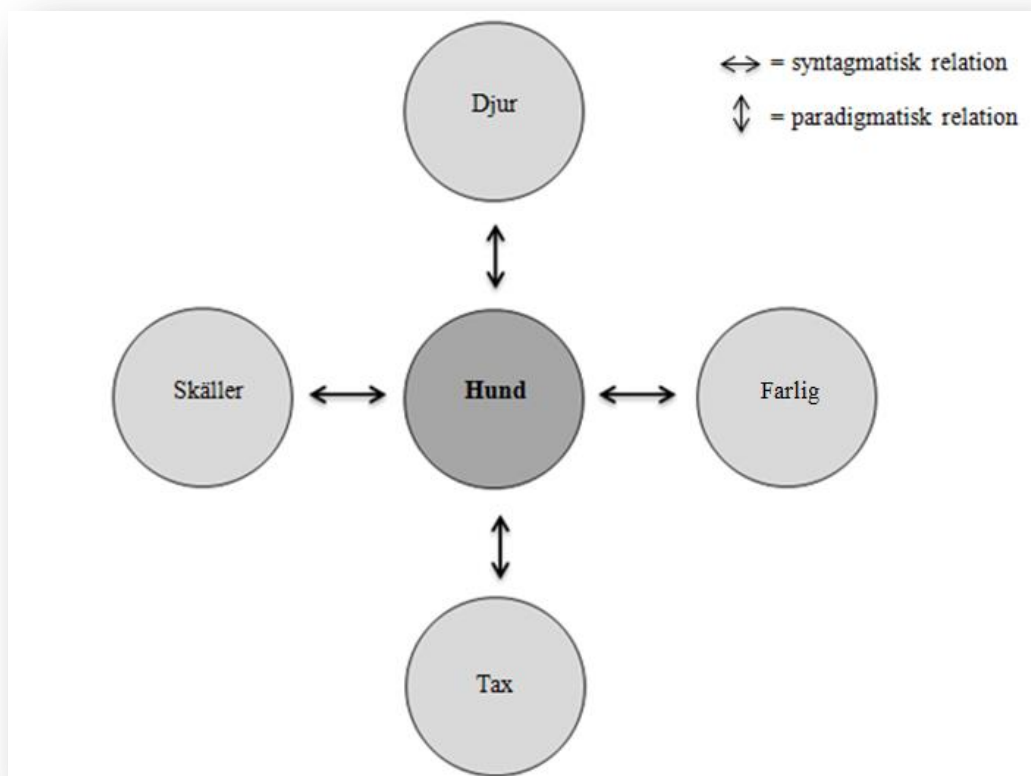 Djur
↔ = syntagmatisk relation
↕ = paradigmatisk relation
Skäller
Hund
Farlig
Tax